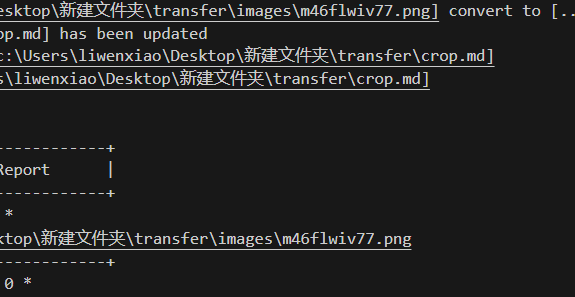 esktop\新建文件夹\transfer\images\m46flwiv77.png] convert to [..
op.md] has been updated
c:\Users\liwenxiao\Desktop\新建文件夹\transfer\crop.md]
s\liwenxiao\Desktop\新建文件夹\transfer\crop.md]
------------+
Report      |
------------+
*
ktop\新建文件夹\transfer\images\m46flwiv77.png
------------+
0 *